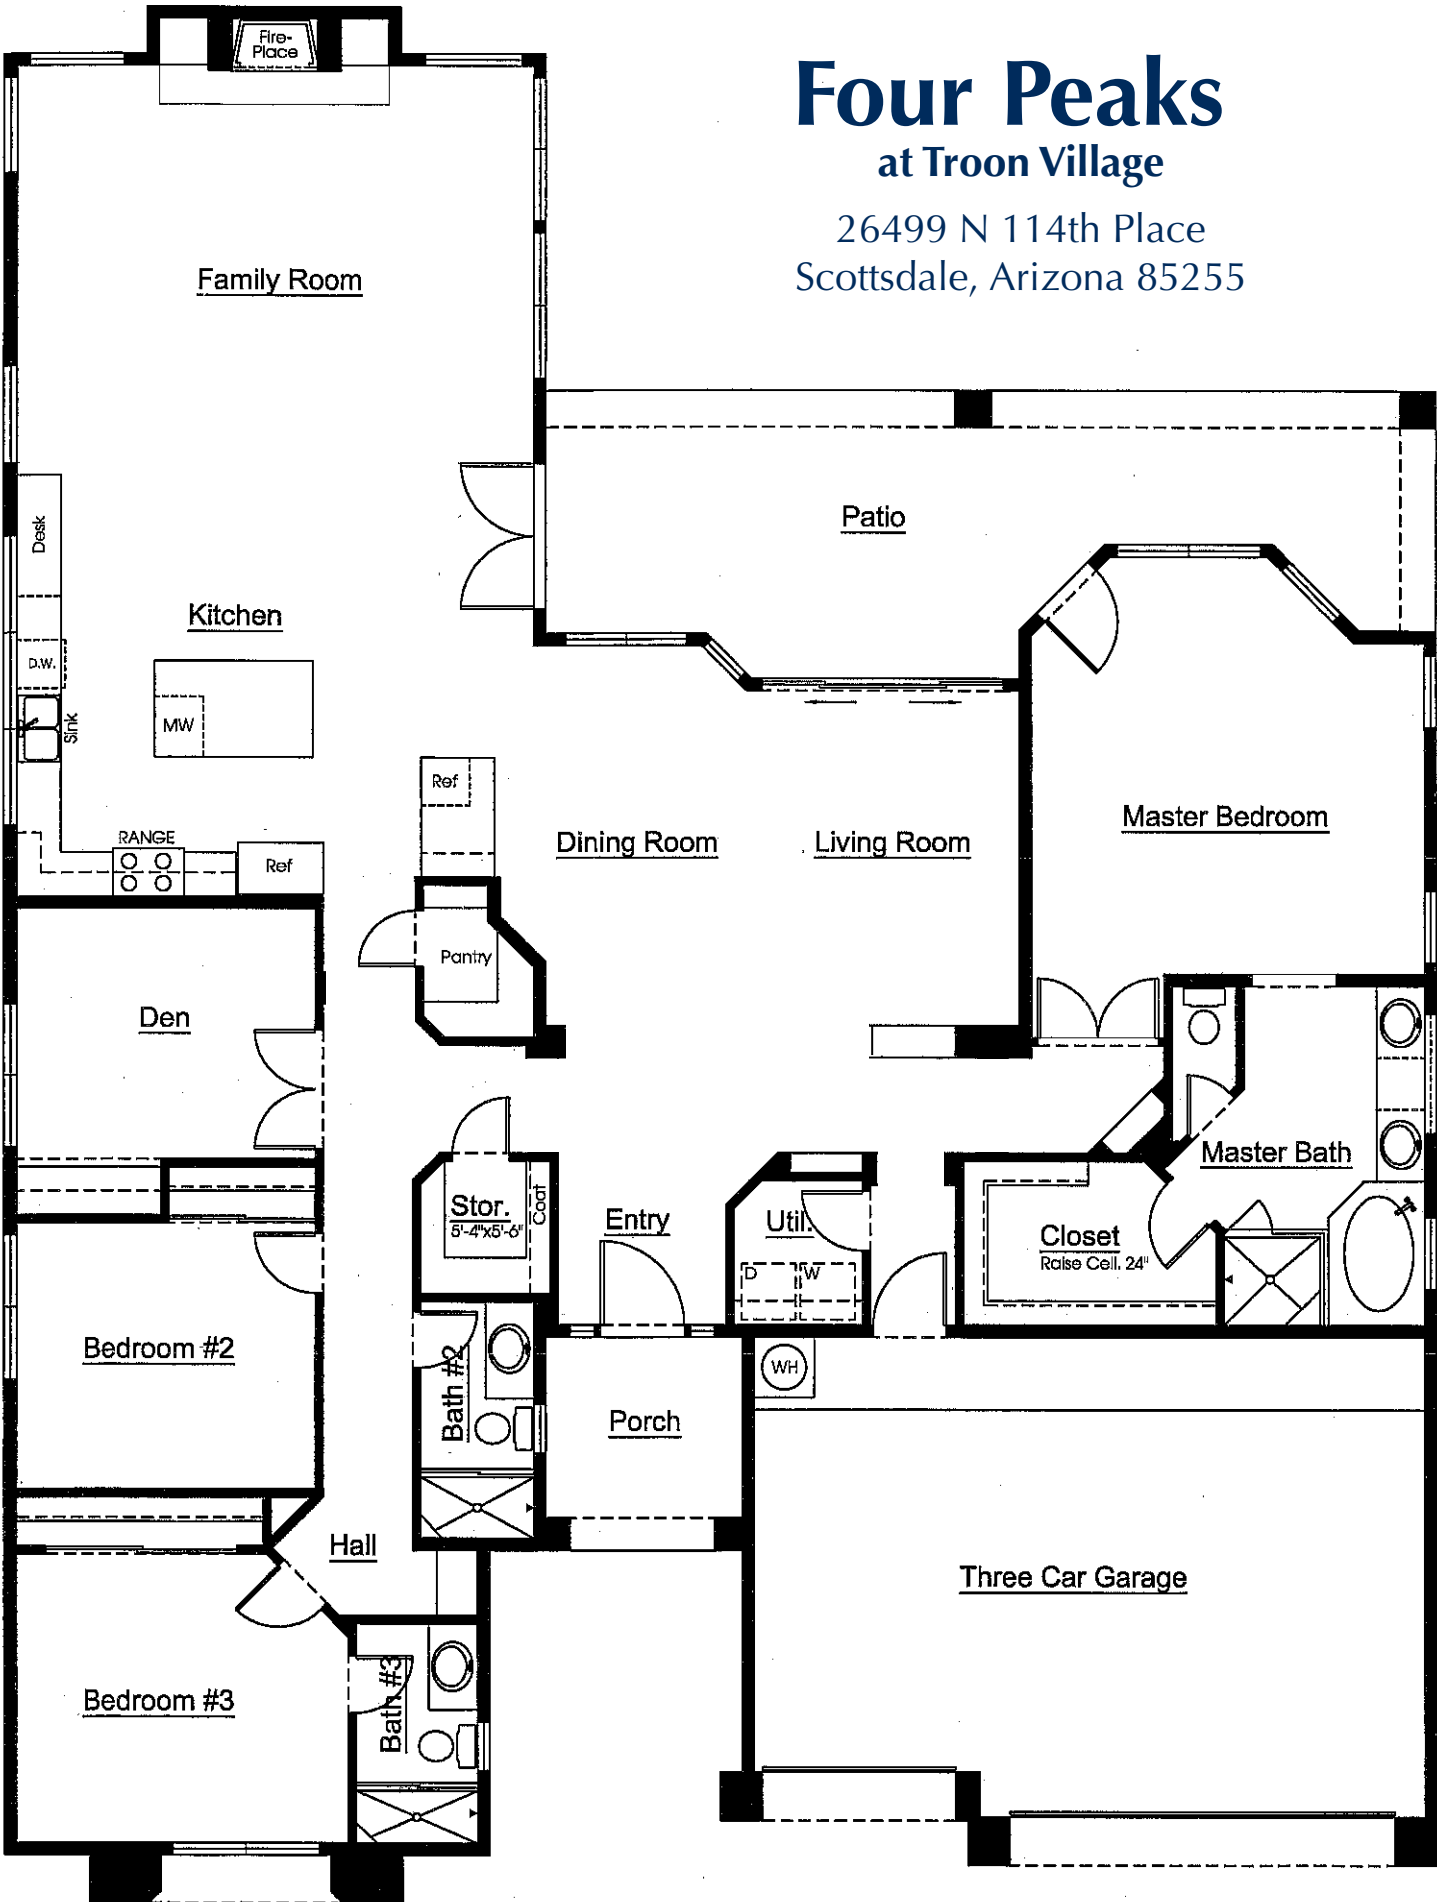 Fire-
Place
Four Peaks
at Troon Village
26499 N 114th Place
Scottsdale, Arizona 85255
Family Room
Patio
Desk
Kitchen
D.W.
Sink
MW
Ref
RANGE
Ref
Dining Room
Living Room
Master Bedroom
Pantry
Den
Master Bath
Stor.
5'-4"x5'-6"
Coat
Entry
Util.
D
W
Closet
Raise Ceil. 24"
Bedroom #2
Bath #2
WH
Porch
Hall
Three Car Garage
Bedroom #3
Bath #3